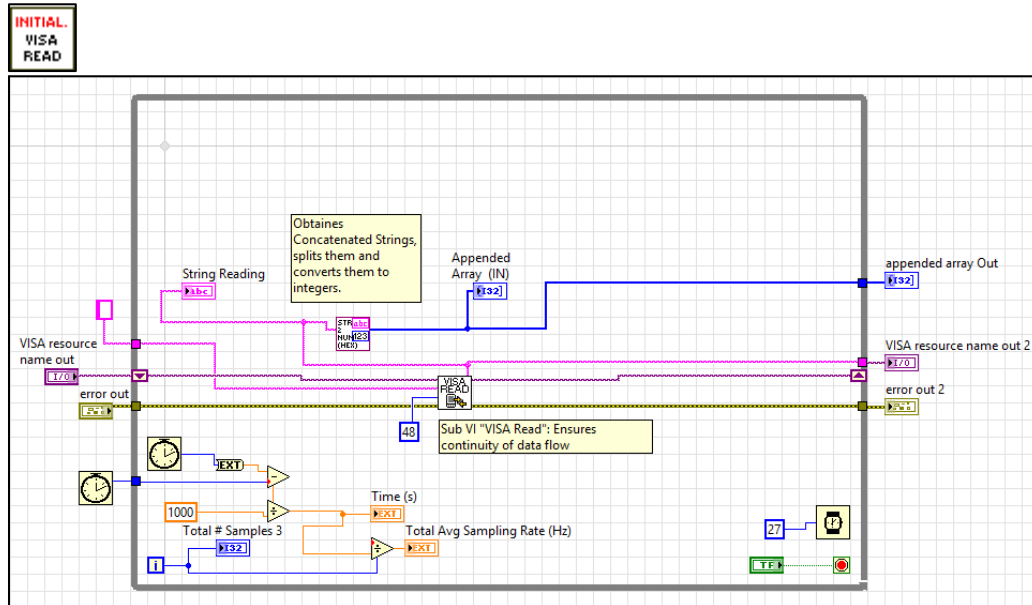 INITIAL.
VISA
READ
Obtaines
Concatenated Strings,
splits them and
converts them to
integers.
String Reading
abc
Appended
Array (IN)
I32]
appended array Out
I32]
STR abc
2
NUM 123
(HEX)
VISA resource
name out
I/O
VISA resource name out 2
I/O
VISA
READ
error out
error out 2
48
Sub VI "VISA Read": Ensures
continuity of data flow
EXT
-
1000
÷
Time (s)
EXT
Total # Samples 3
I32
Total Avg Sampling Rate (Hz)
÷
EXT
27
i
TF